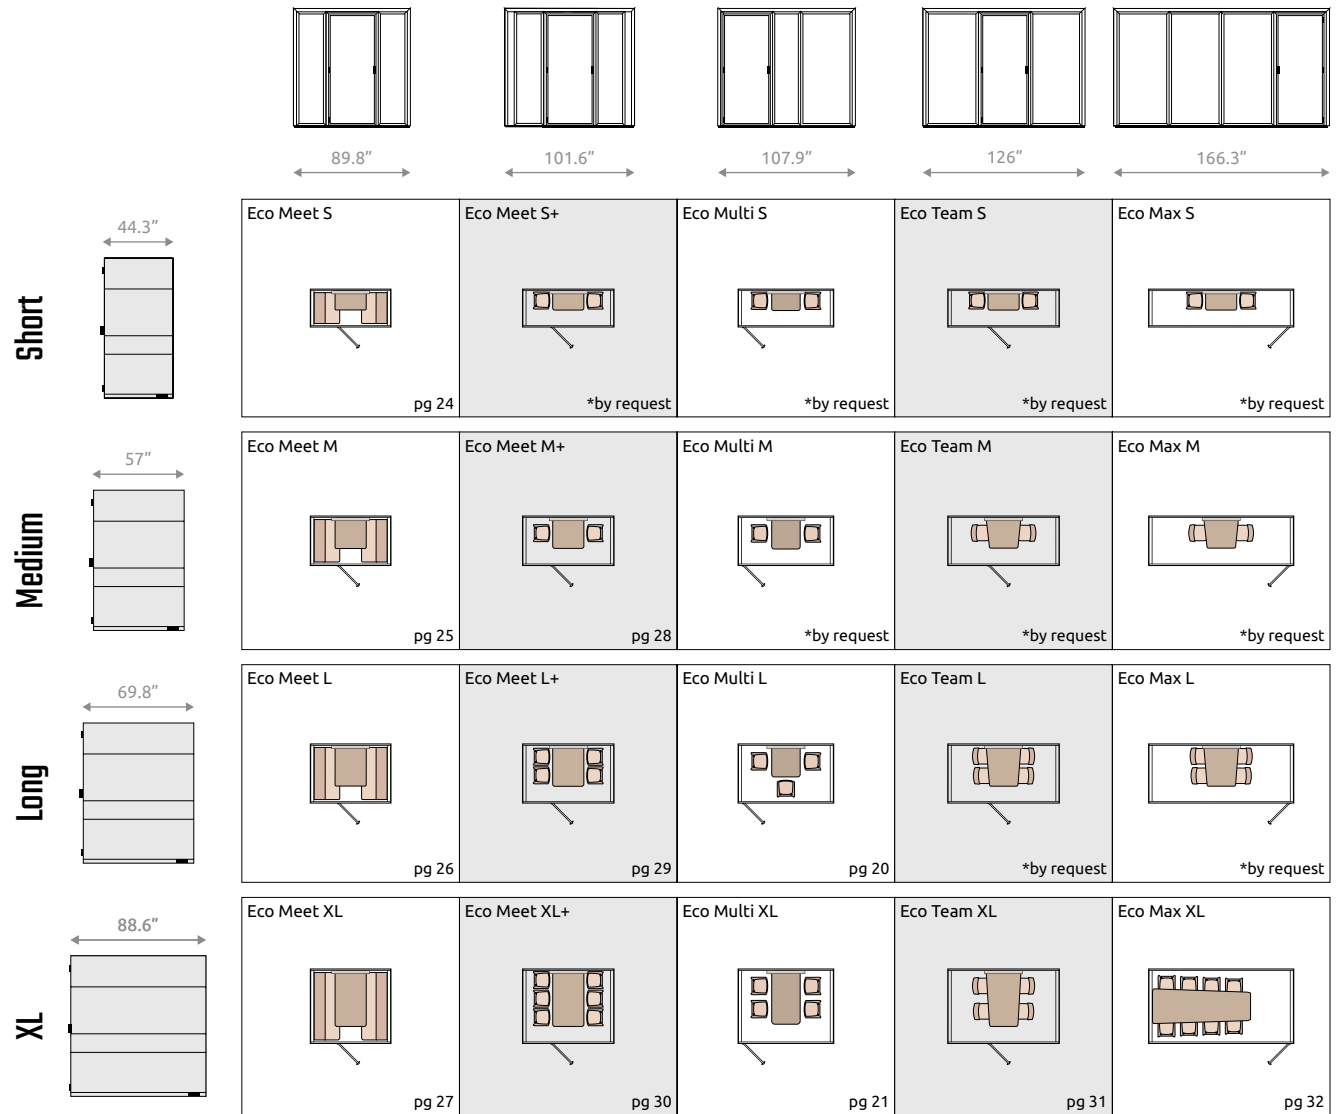 89.8”
101.6”
107.9”
126”
166.3”
44.3”
Short
Eco Meet S
Eco Meet S+
Eco Multi S
Eco Team S
Eco Max S
pg 24
*by request
*by request
*by request
*by request
57”
Medium
Eco Meet M
Eco Meet M+
Eco Multi M
Eco Team M
Eco Max M
pg 25
pg 28
*by request
*by request
*by request
69.8”
Long
Eco Meet L
Eco Meet L+
Eco Multi L
Eco Team L
Eco Max L
pg 26
pg 29
pg 20
*by request
*by request
88.6”
XL
Eco Meet XL
Eco Meet XL+
Eco Multi XL
Eco Team XL
Eco Max XL
pg 27
pg 30
pg 21
pg 31
pg 32